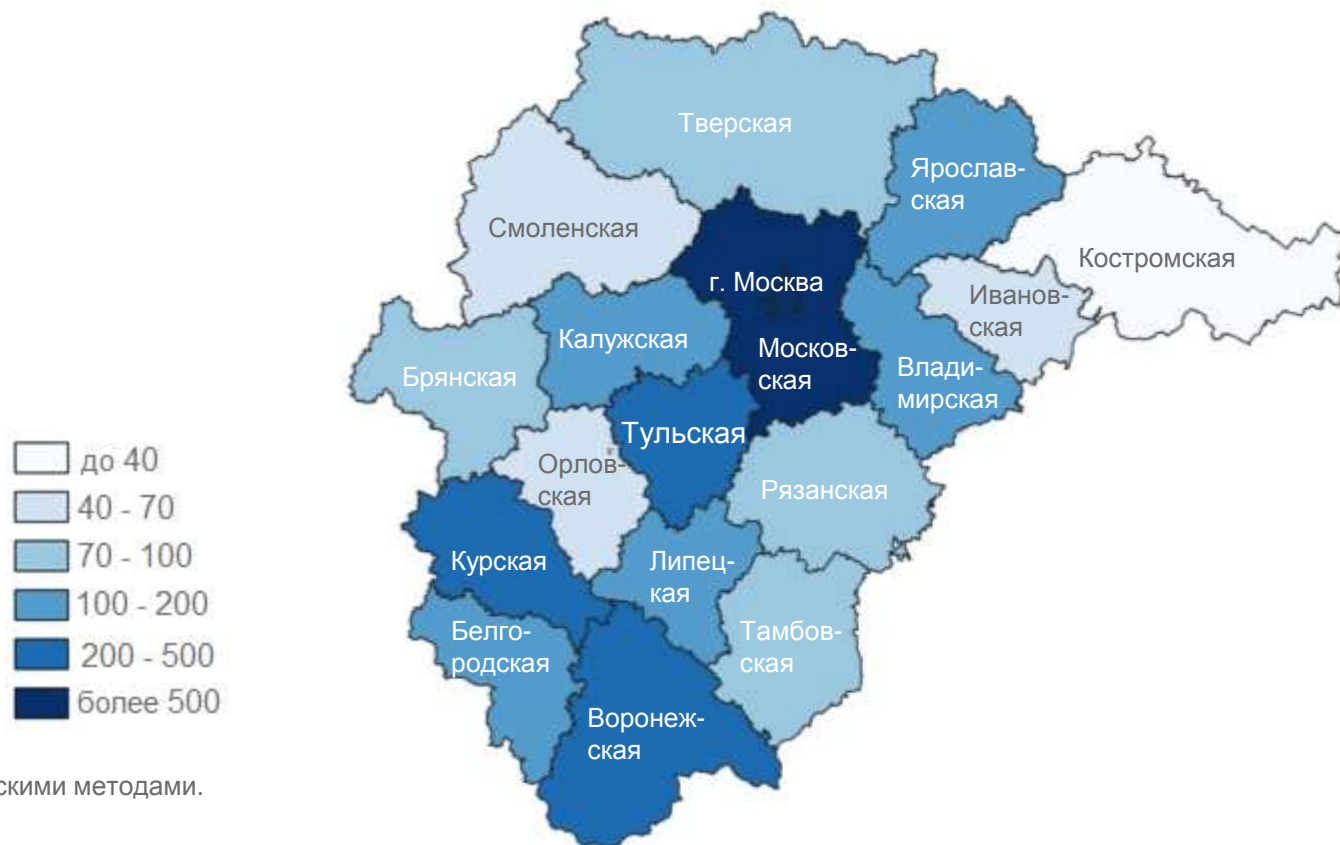 Тверская
Ярослав-
ская
Смоленская
Костромская
г. Москва
Иванов-
ская
Калужская
Москов-
ская
Влади-
мирская
Брянская
Тульская
Орлов-
ская
Рязанская
Курская
Липец-
кая
Белго-
родская
Тамбов-
ская
Воронеж-
ская
до 40
40 - 70
70 - 100
100 - 200
200 - 500
более 500
скими методами.